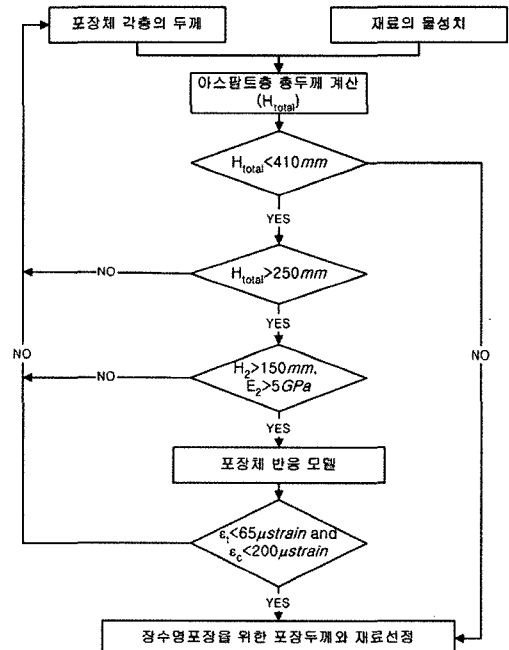 포장체 각층의 두께
재료의 물성치
아스팔트층 총두께 계산
(H_total)
H_total<410mm
YES
H_total>250mm
NO
YES
NO
NO
H₂>150mm,
E₂>5GPa
NO
YES
포장체 반응 모델
ε_t<65μstrain and
ε_c<200μstrain
YES
장수명포장을 위한 포장두께와 재료선정